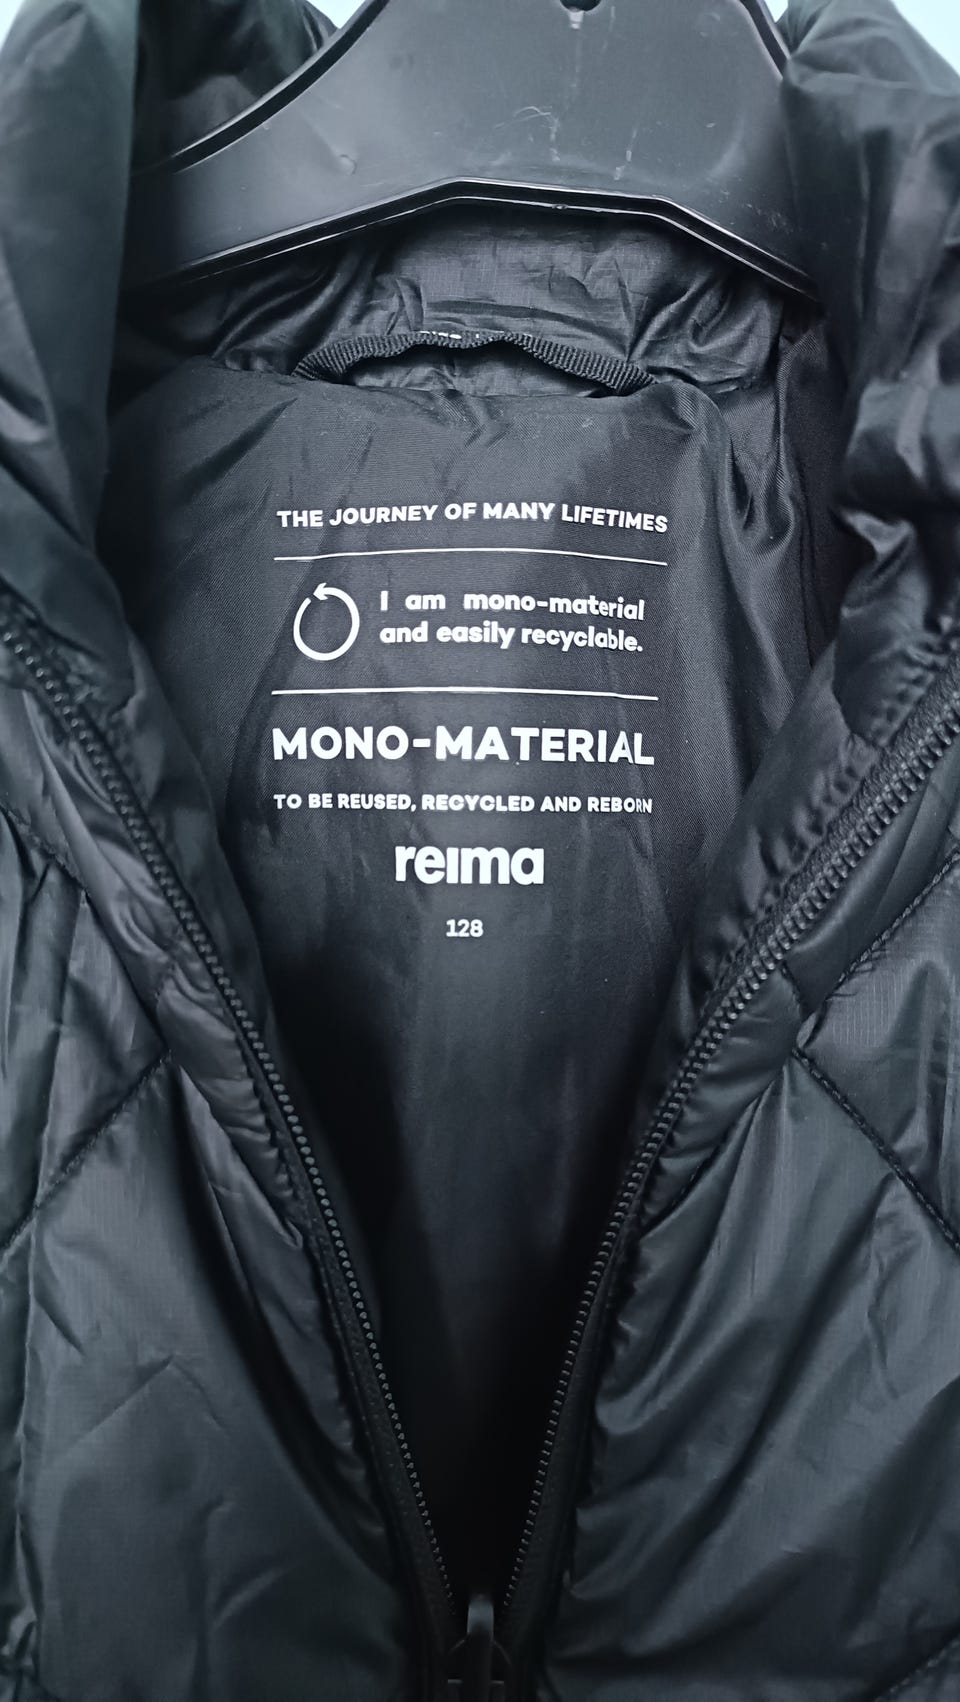 THE JOURNEY OF MANY LIFETIMES
I am mono-material
and easily recyclable.
MONO-MATERIAL
TO BE REUSED, RECYCLED AND REBORN
reima
128